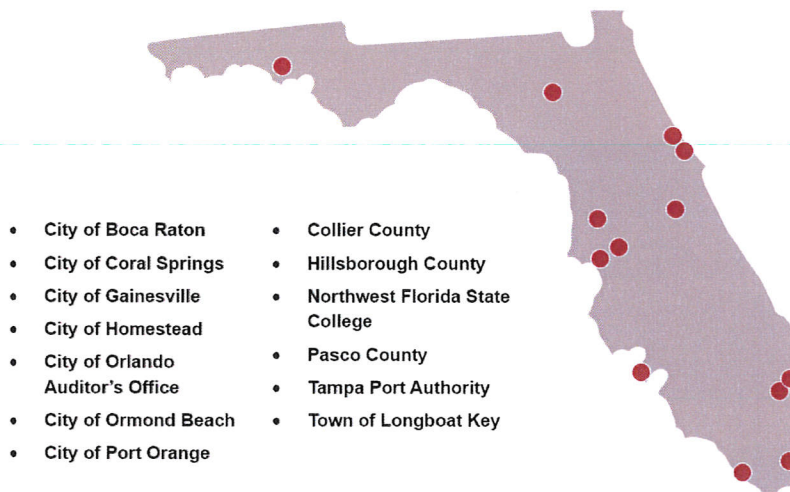 • City of Boca Raton
• City of Coral Springs
• City of Gainesville
• City of Homestead
• City of Orlando
Auditor's Office
• City of Ormond Beach
• City of Port Orange
• Collier County
• Hillsborough County
• Northwest Florida State
College
• Pasco County
• Tampa Port Authority
• Town of Longboat Key